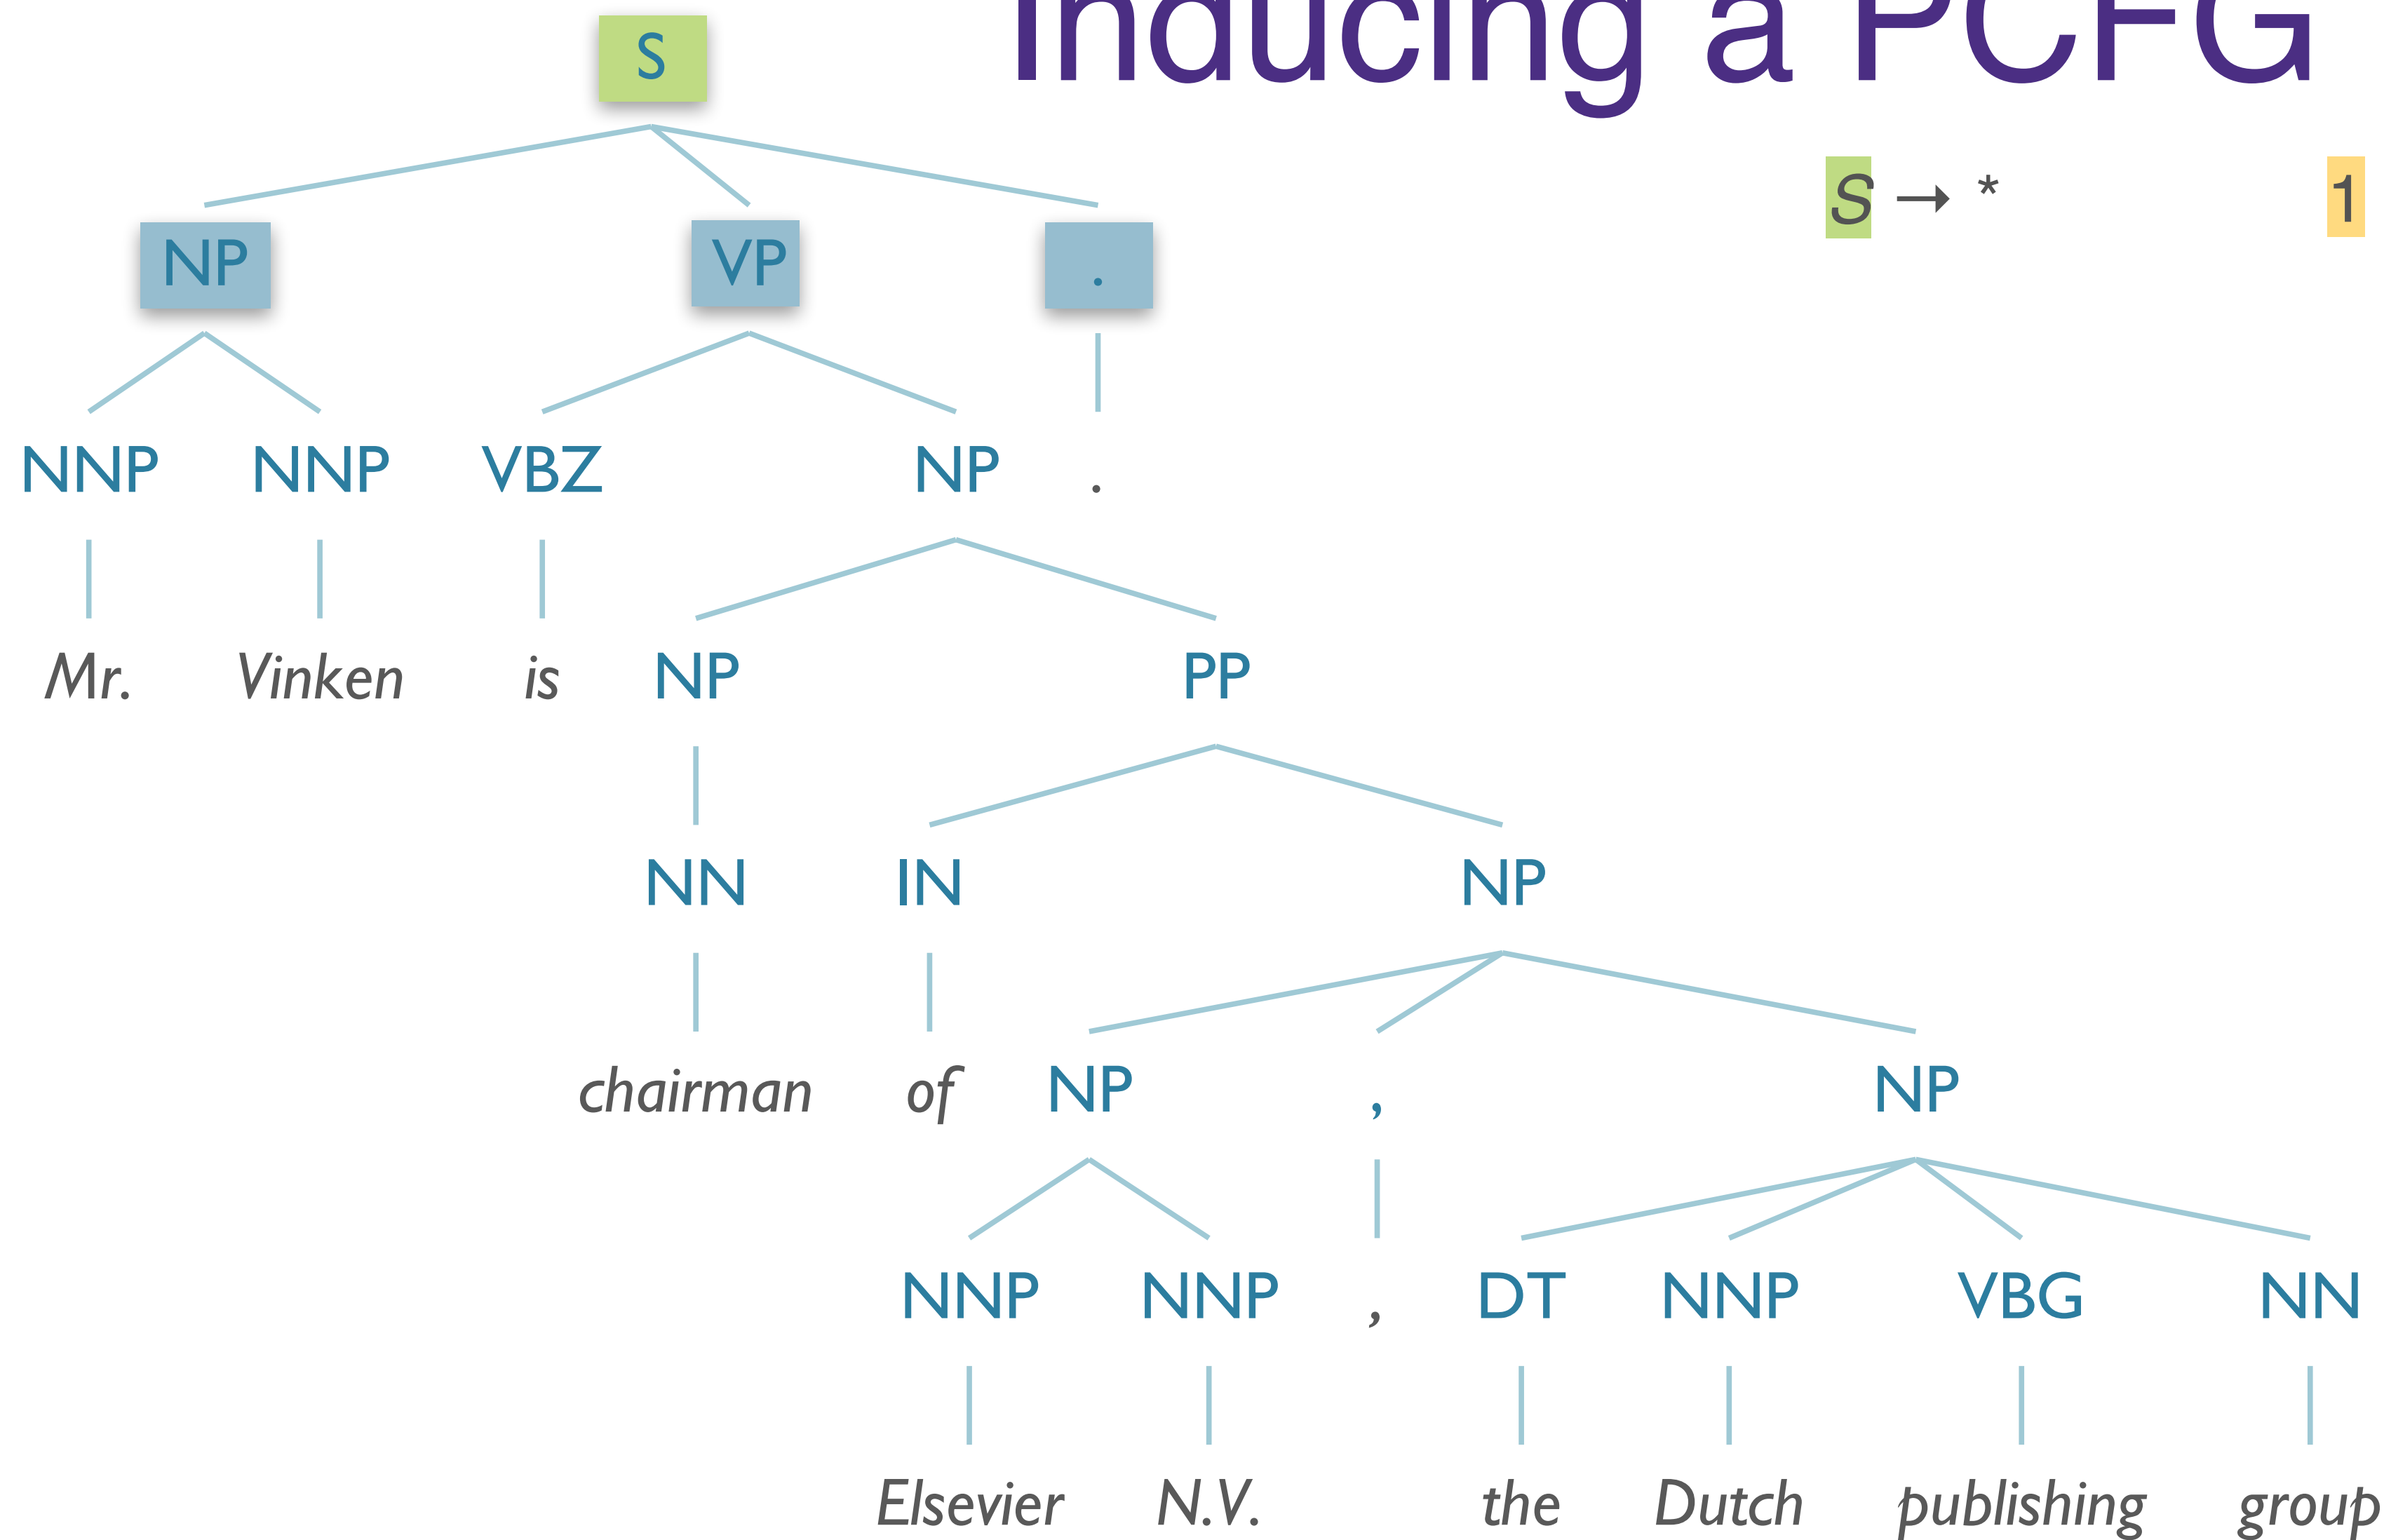 Inducing a PCFG
S
S → * 1
NP VP .
NNP NNP VBZ NP .
Mr. Vinken is NP PP
NN IN NP
chairman of NP , NP
NNP NNP , DT NNP VBG NN
Elsevier N.V. the Dutch publishing group